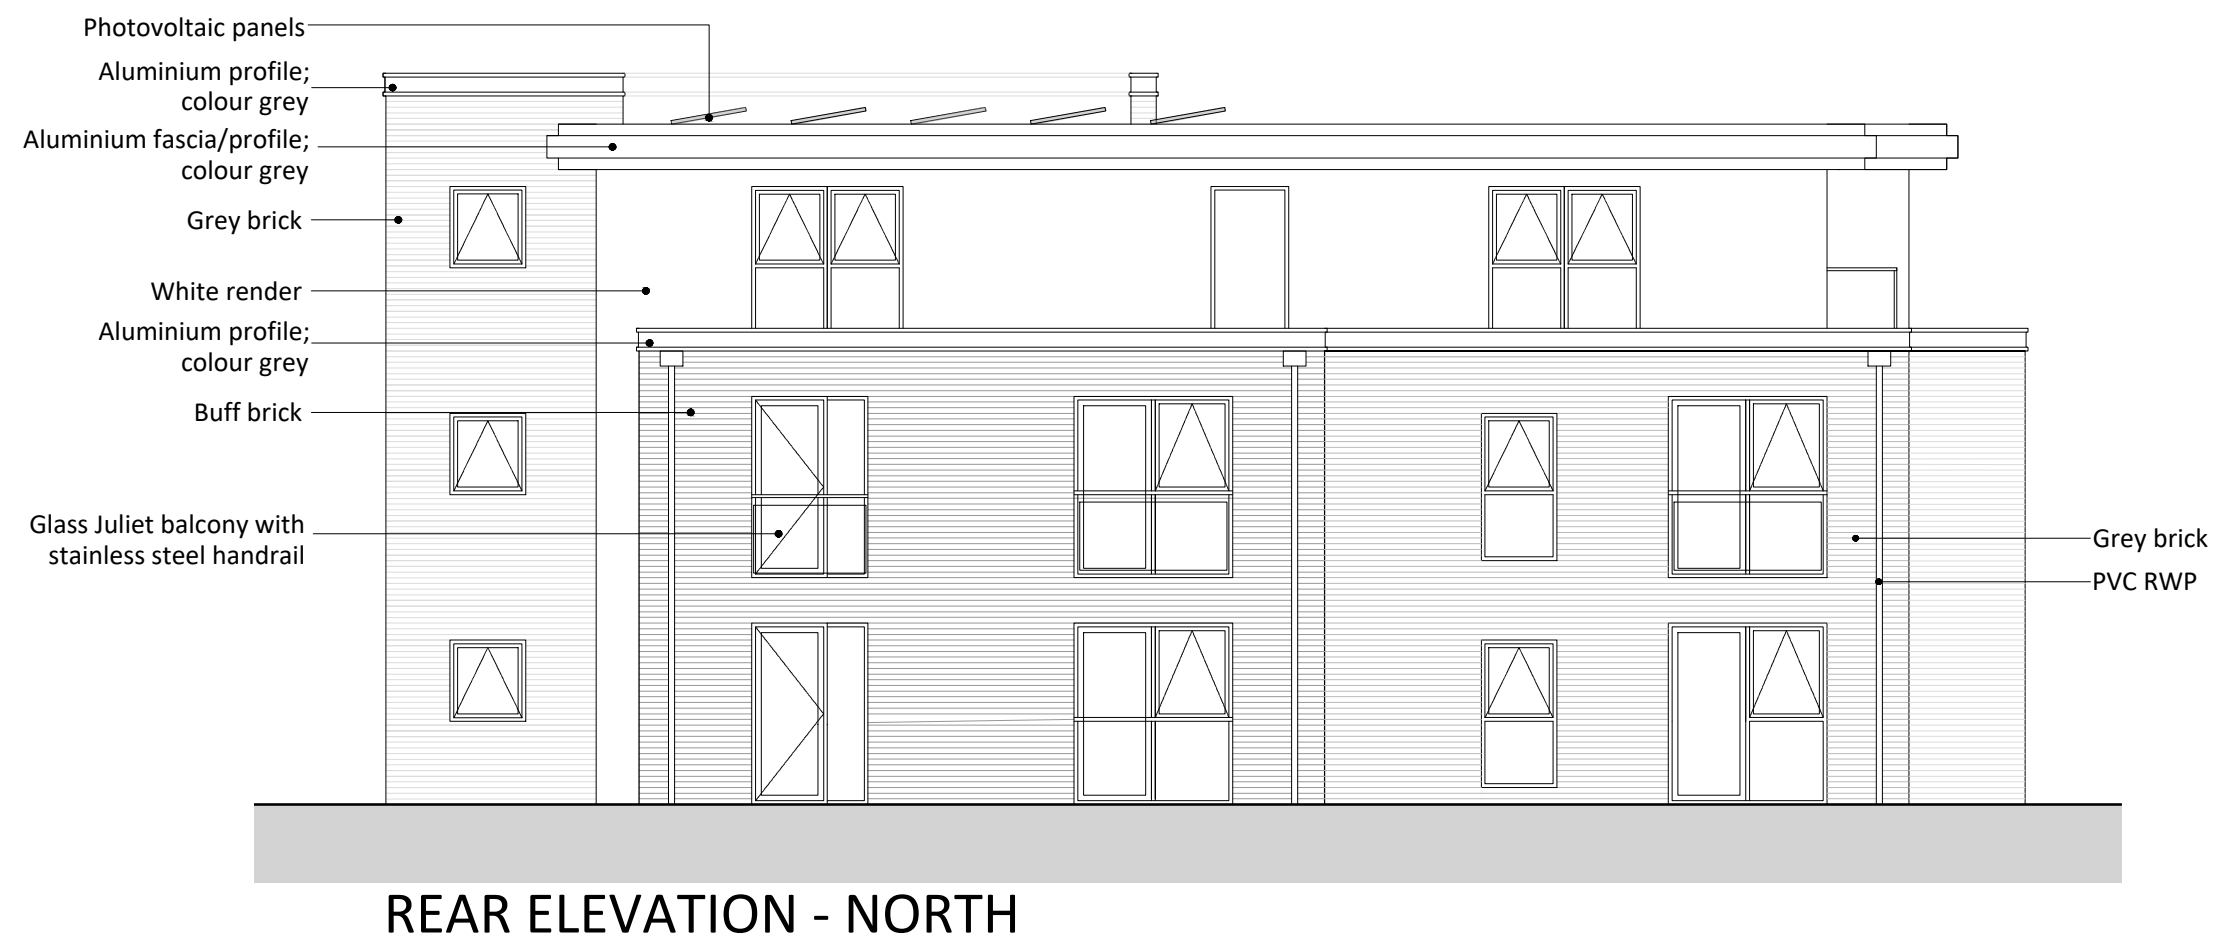 Photovoltaic panels
Aluminium profile;
colour grey
Aluminium fascia/profile;
colour grey
Grey brick
White render
Aluminium profile;
colour grey
Buff brick
Glass Juliet balcony with
stainless steel handrail
Grey brick
PVC RWP
REAR ELEVATION - NORTH